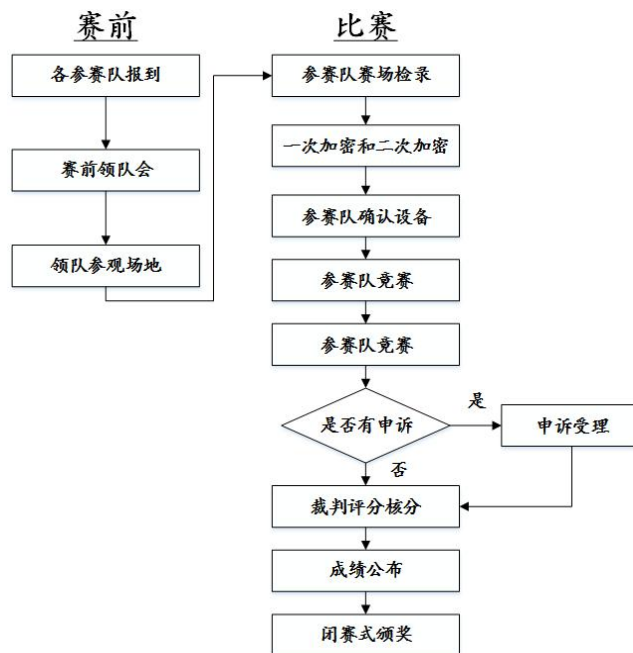 赛前
各参赛队报到
赛前领队会
领队参观场地
比赛
参赛队赛场检录
一次加密和二次加密
参赛队确认设备
参赛队竞赛
参赛队竞赛
是否有申诉
是
申诉受理
否
裁判评分核分
成绩公布
闭赛式颁奖